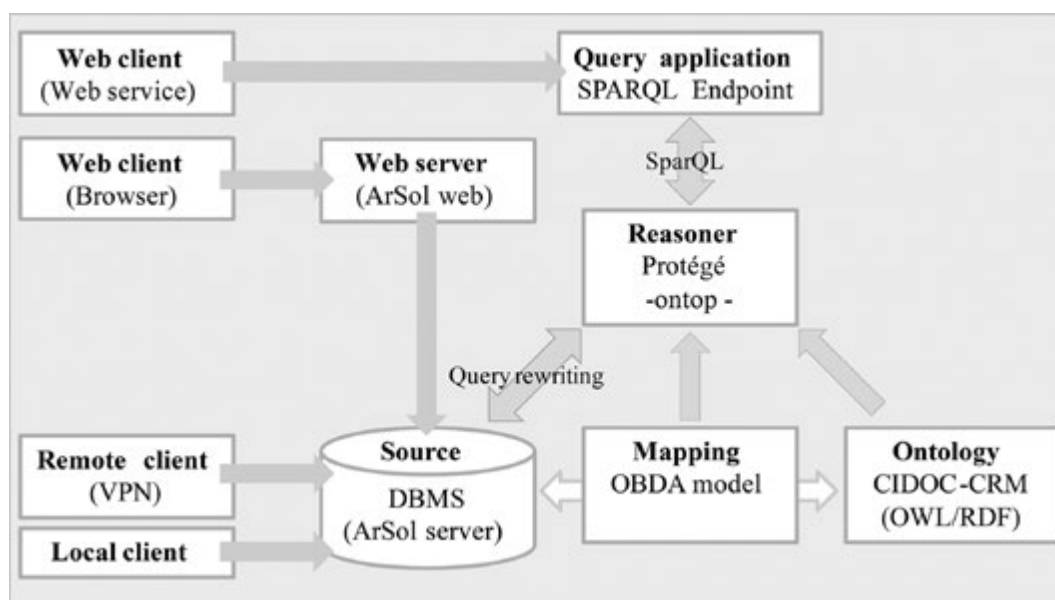 Web client
(Web service)
Query application
SPARQL Endpoint
Web client
(Browser)
Web server
(ArSol web)
SparQL
Reasoner
Protégé
-ontop -
Query rewriting
Remote client
(VPN)
Local client
Source
DBMS
(ArSol server)
Mapping
OBDA model
Ontology
CIDOC-CRM
(OWL/RDF)